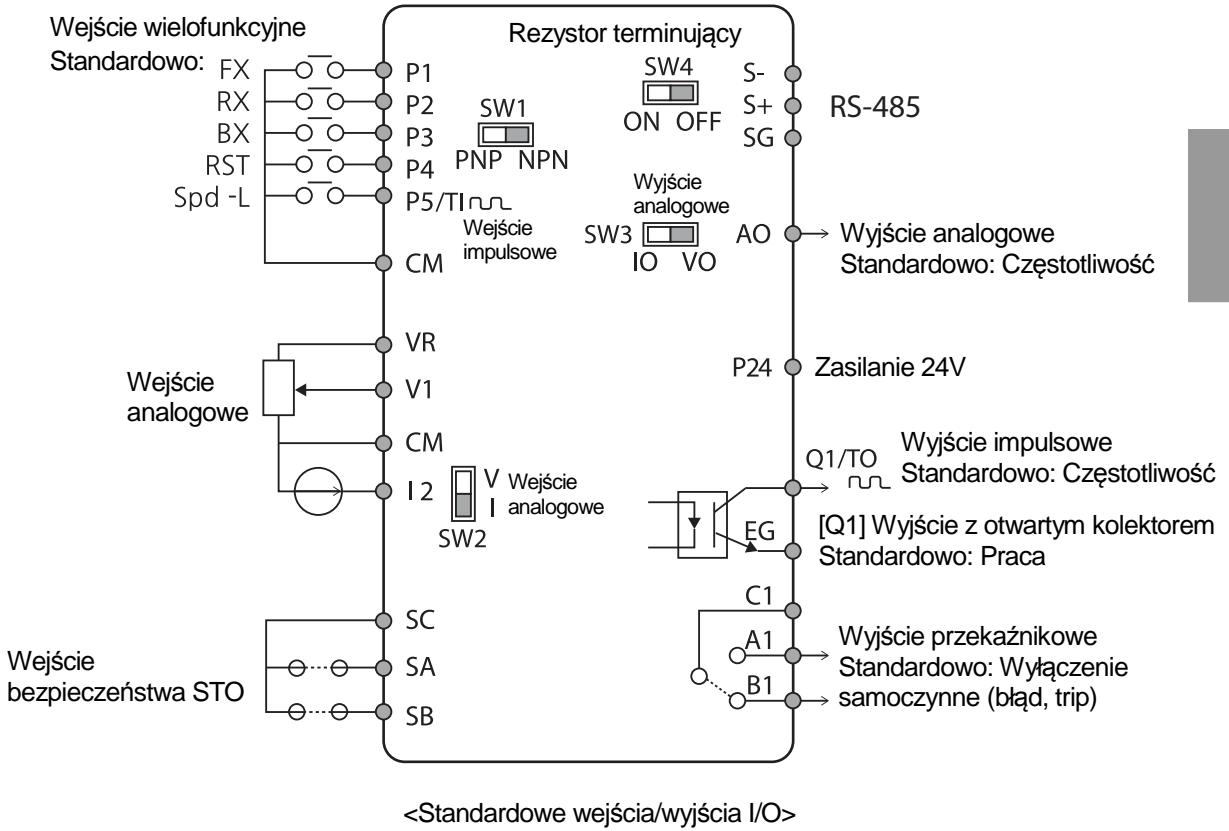 Wejście wielofunkcyjne
Standardowo:
FX
P1
RX
P2
BX
P3
RST
P4
Spd -L
P5/TI
Wejście
impulsowe
CM
SW1
PNP NPN
Rezystor terminujący
SW4
ON OFF
S-
S+
SG
RS-485
Wyjście
analogowe
SW3
IO VO
AO
Wyjście analogowe
Standardowo: Częstotliwość
Wejście
analogowe
VR
V1
CM
I2
V
I
Wejście
analogowe
SW2
P24
Zasilanie 24V
Q1/TO
Wyjście impulsowe
Standardowo: Częstotliwość
EG
[Q1] Wyjście z otwartym kolektorem
Standardowo: Praca
Wejście
bezpieczeństwa STO
SC
SA
SB
C1
A1
B1
Wyjście przekaźnikowe
Standardowo: Wyłączenie
samoczynne (błąd, trip)
<Standardowe wejścia/wyjścia I/O>